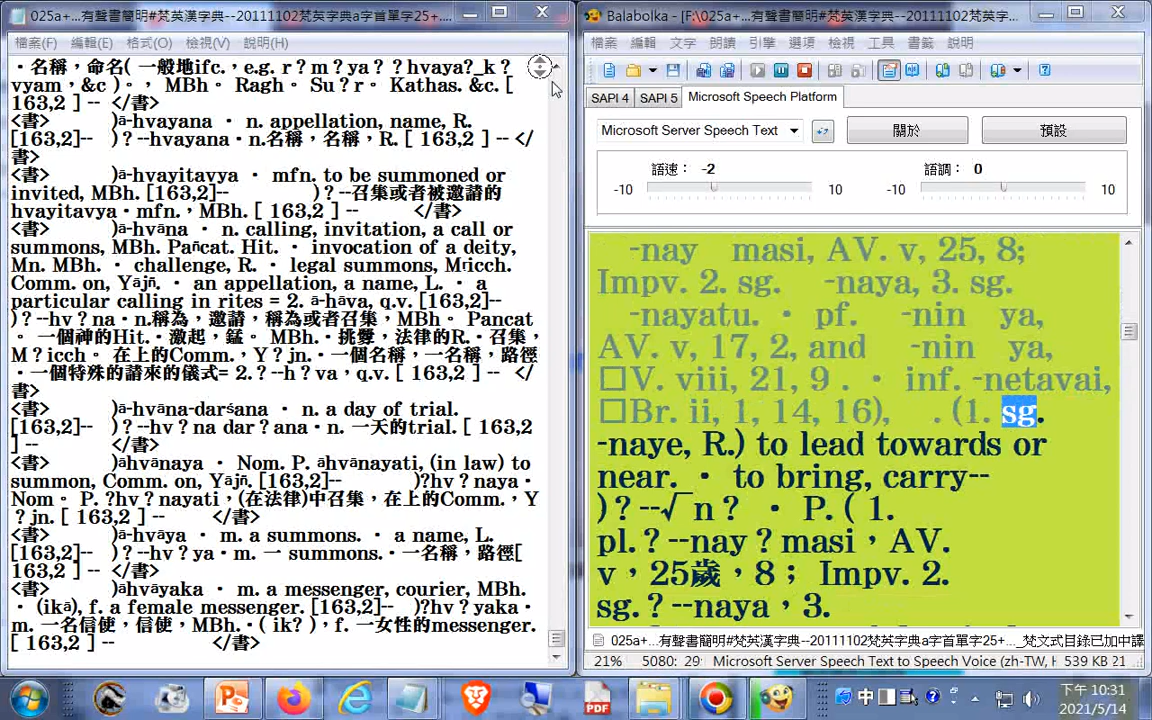 025a+...有聲書簡明#梵英漢字典--20111102梵英字典a字首單字25+...
檔案(F) 編輯(E) 格式(O) 檢視(V) 說明(H)
・名稱，命名( 一般地ifc.，e.g. r？m？ya？？hvaya?_k？
vyam，&c )。， MBh。Ragh。Su？r。Kathas. &c. [
163,2 ] -- </書>
<書> )ā-hvayana ・ n. appellation, name, R.
[163,2]-- )？--hvayana・n.名稱，名稱，R. [ 163,2 ] -- </
書>
<書> )ā-hvayitavya ・ mfn. to be summoned or
invited, MBh. [163,2]-- )？--召集或者被邀請的
hvayitavya・mfn.，MBh. [ 163,2 ] -- </書>
<書> )ā-hvāna ・ n. calling, invitation, a call or
summons, MBh. Pañcat. Hit. ・ invocation of a deity,
Mn. MBh. ・ challenge, R. ・ legal summons, Mricch.
Comm. on, Yājñ. ・ an appellation, a name, L. ・ a
particular calling in rites = 2. ā-hāva, q.v. [163,2]--
)？--hv？na・n.稱為，邀請，稱為或者召集，MBh。 Pancat
。一個神的Hit.・激起，錳。 MBh.・挑釁，法律的R.・召集，
M？icch。 在上的Comm.，Y？jn.・一個名稱，一名稱，路徑
・一個特殊的請來的儀式= 2.？--h？va，q.v. [ 163,2 ] -- </
書>
<書> )ā-hvāna-darśana ・ n. a day of trial.
[163,2]-- )？--hv？na dar？ana・n. 一天的trial. [ 163,2
] -- </書>
<書> )āhvānaya ・ Nom. P. āhvānayati, (in law) to
summon, Comm. on, Yājñ. [163,2]-- )?hv？naya・
Nom。 P. ?hv？nayati，(在法律)中召集，在上的Comm.，Y
？jn. [ 163,2 ] -- </書>
<書> )ā-hvāya ・ m. a summons. ・ a name, L.
[163,2]-- )？--hv？ya・m. 一 summons.・一名稱，路徑[
163,2 ] -- </書>
<書> )āhvāyaka ・ m. a messenger, courier, MBh.
・ (ikā), f. a female messenger. [163,2]-- )?hv？yaka・
m. 一名信使，信使，MBh.・( ik？)，f. 一女性的messenger.
[ 163,2 ] -- </書>
Balabolka - [F:\025a+...有聲書簡明#梵英漢字典--20111102梵英字...
檔案 編輯 文字 朗讀 引擎 選項 檢視 工具 書籤 說明
SAPI 4 SAPI 5 Microsoft Speech Platform
Microsoft Server Speech Text 關於 預設
語速： -2 語調： 0
-10 10 -10 10
-nay masi, AV. v, 25, 8;
Impv. 2. sg. -naya, 3. sg.
-nayatu. ・ pf. -nin ya,
AV. v, 17, 2, and -nin ya,
□V. viii, 21, 9 . ・ inf. -netavai,
□Br. ii, 1, 14, 16), . (1. sg.
-naye, R.) to lead towards or
near. ・ to bring, carry--
)？--√n？ ・ P. ( 1.
pl.？--nay？masi，AV.
v，25歲，8； Impv. 2.
sg.？--naya，3.
025a+...有聲書簡明#梵英漢字典--20111102梵英字典a字首單字25+..._梵文式目錄已加中譯
21% 5080: 29 Microsoft Server Speech Text to Speech Voice (zh-TW, H 539 KB 21
PDF 中 下午 10:31
2021/5/14